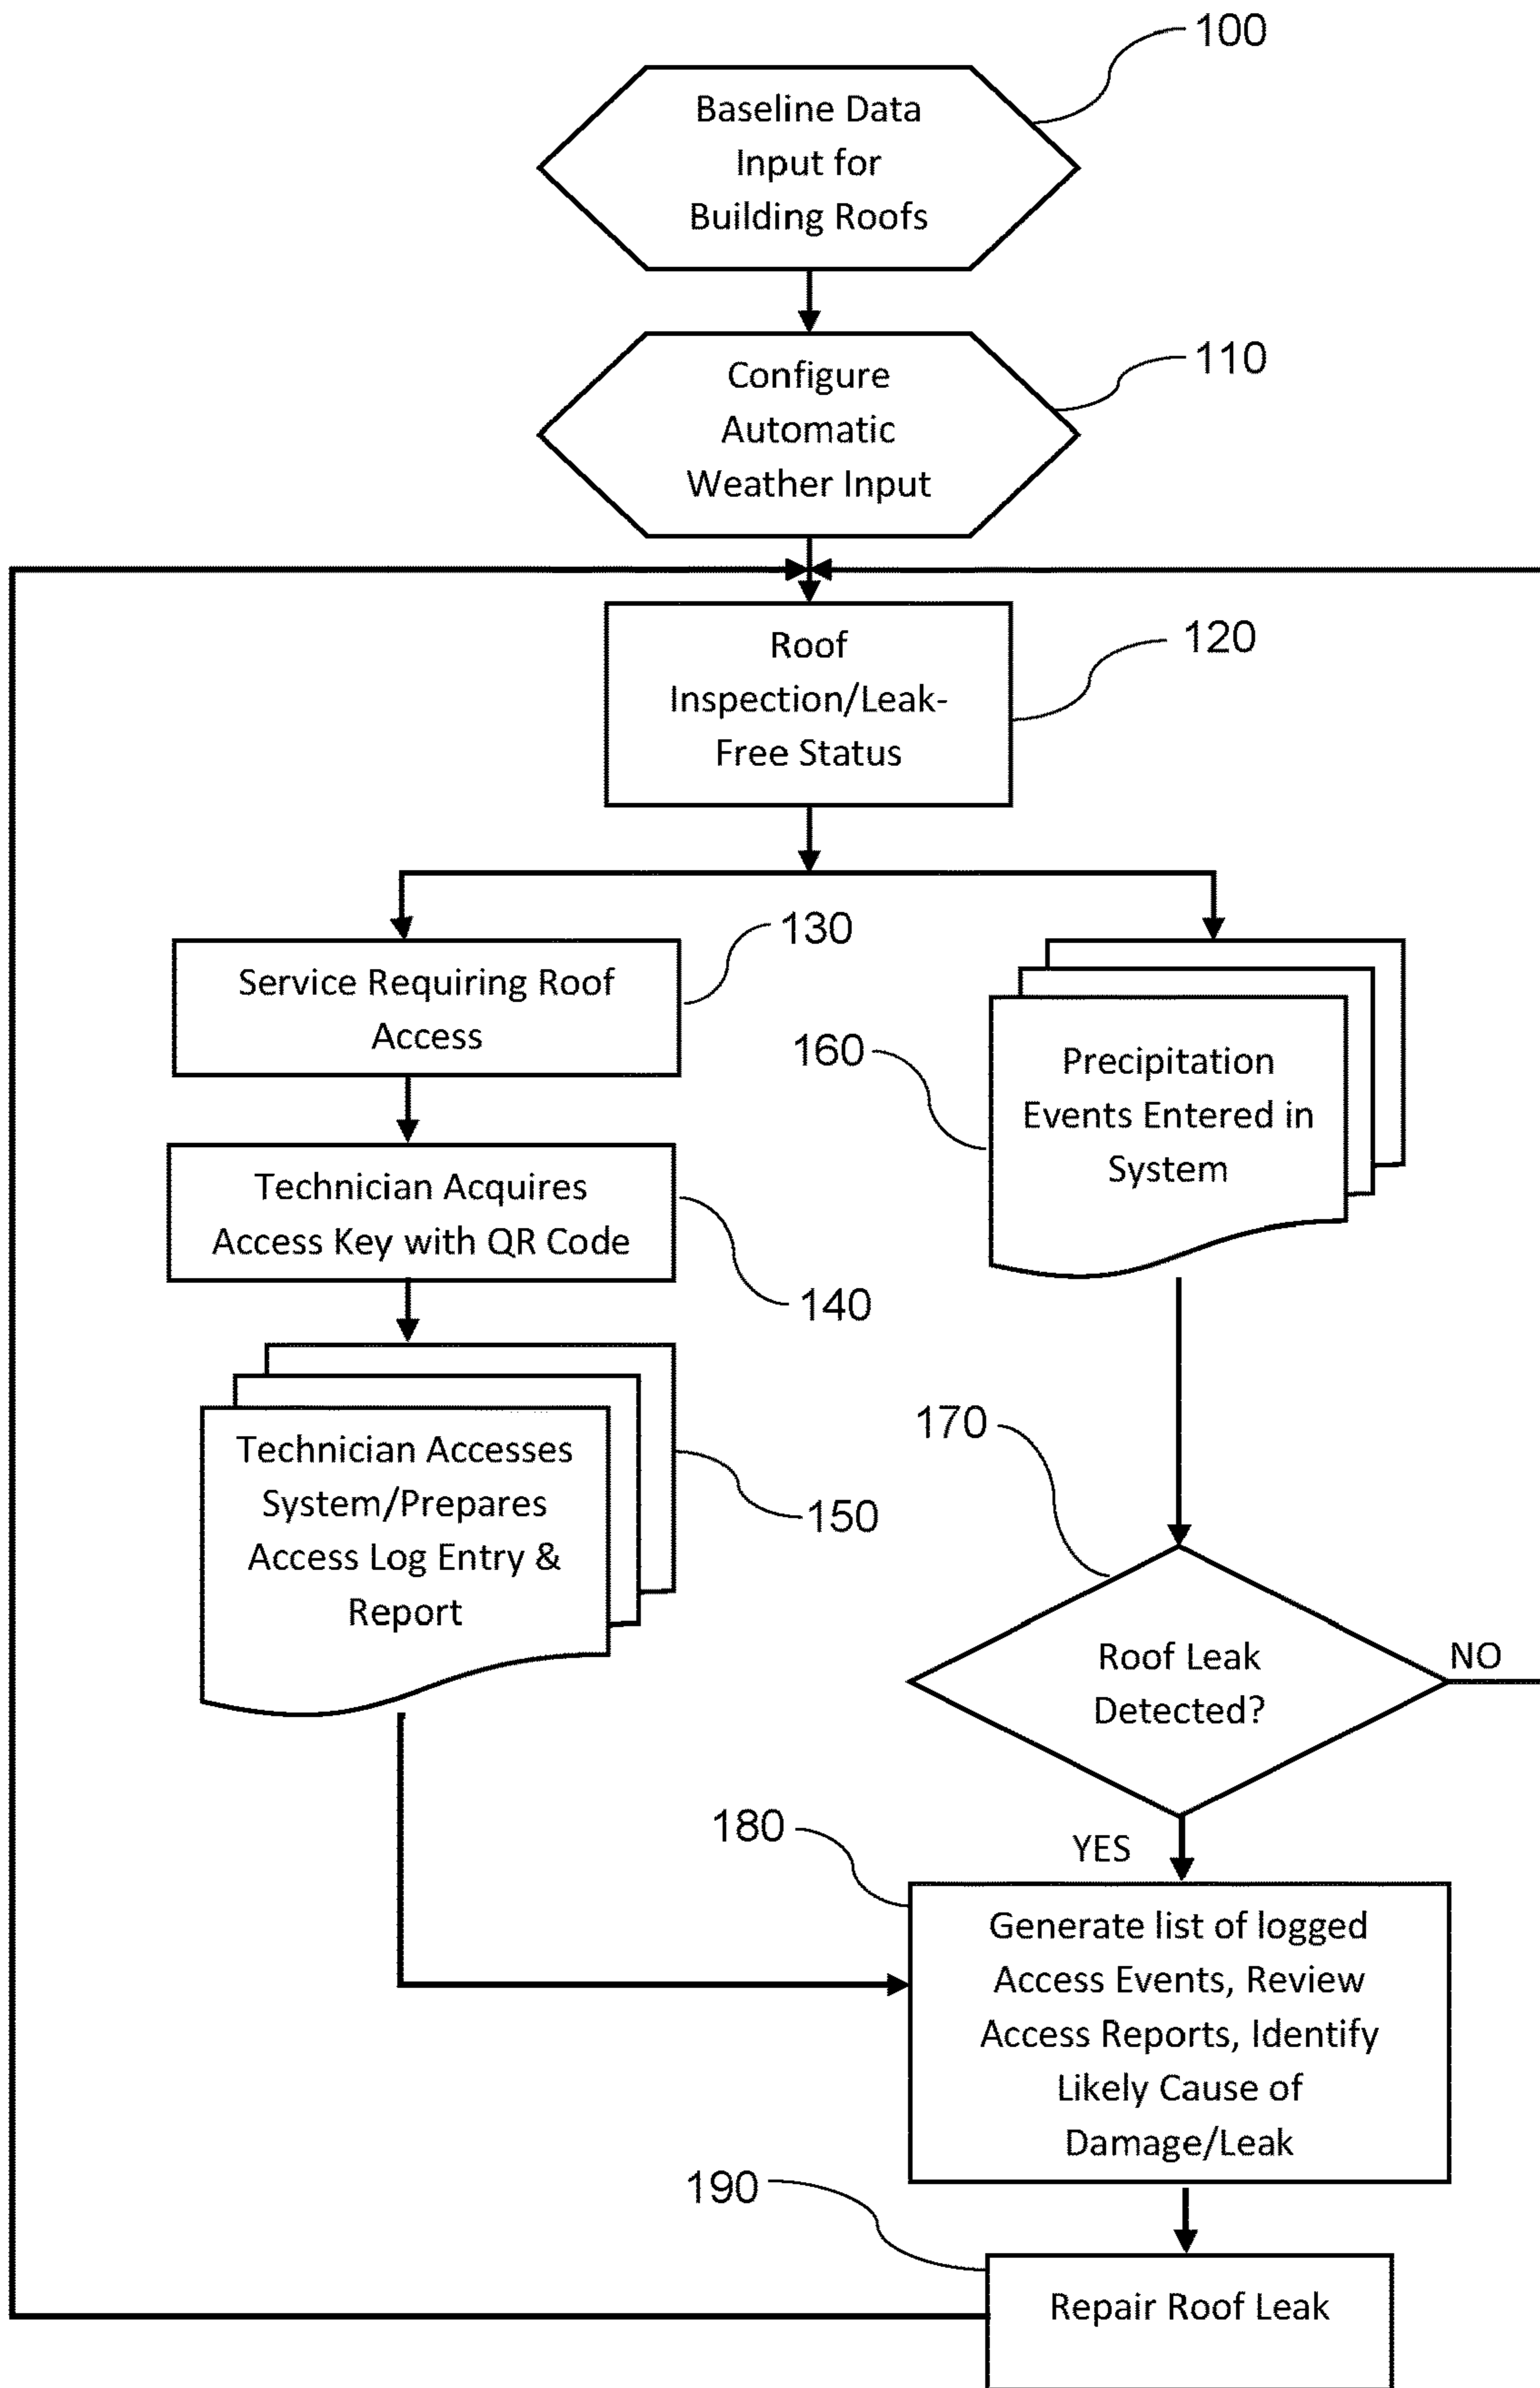 100
Baseline Data
Input for
Building Roofs
110
Configure
Automatic
Weather Input
120
Roof
Inspection/Leak-
Free Status
130
Service Requiring Roof
Access
140
Technician Acquires
Access Key with QR Code
150
Technician Accesses
System/Prepares
Access Log Entry &
Report
160
Precipitation
Events Entered in
System
170
Roof Leak
Detected?
NO
YES
180
Generate list of logged
Access Events, Review
Access Reports, Identify
Likely Cause of
Damage/Leak
190
Repair Roof Leak